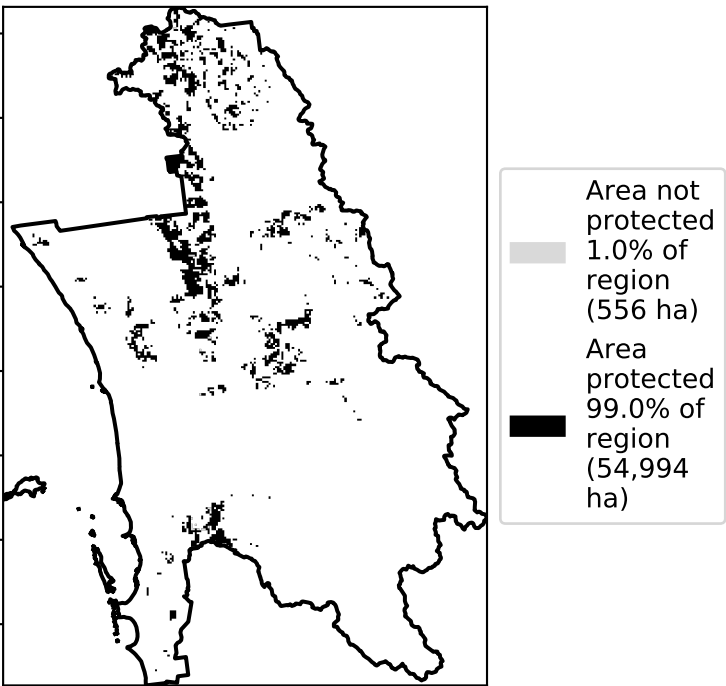 Area not
protected
1.0% of
region
(556 ha)
Area
protected
99.0% of
region
(54,994
ha)